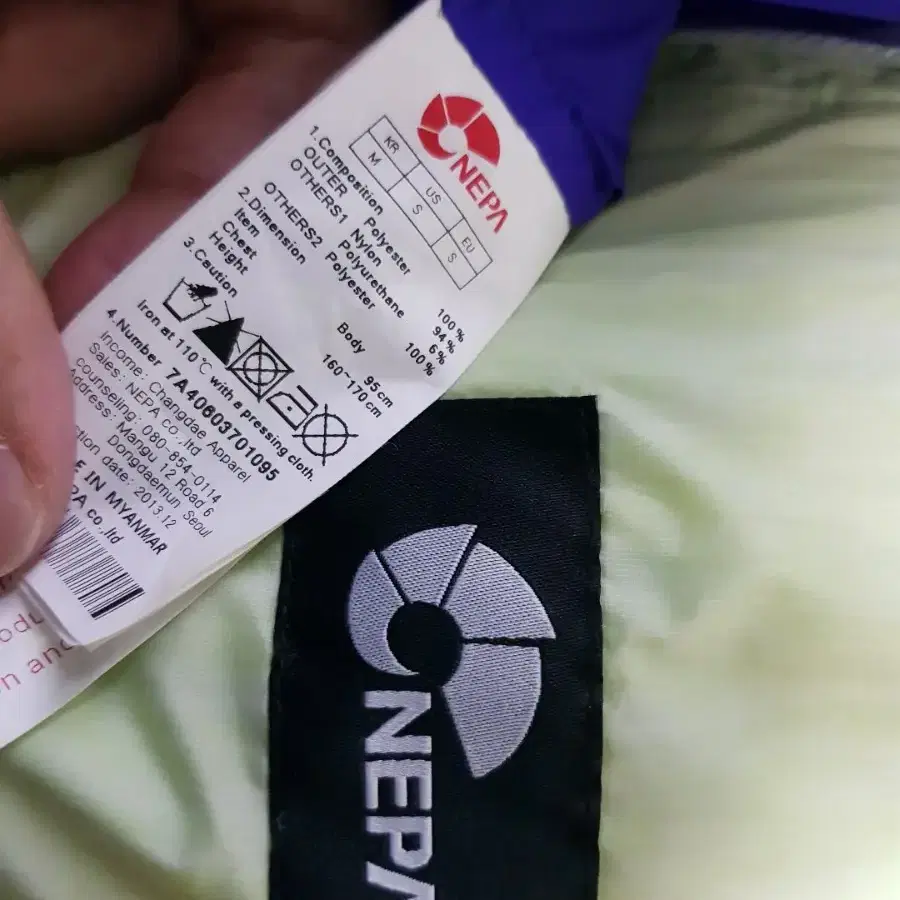 NEPA
KR US EU
M S S
1.Composition
OUTER Polyester 100%
OTHERS1 Nylon 94%
Polyurethane 6%
OTHERS2 Polyester 100%
2.Dimension
Item Body
Chest 95cm
Height 160~170cm
3.Caution
Iron at 110℃ with a pressing cloth.
4.Number 7A40603701095
Income: Changdae Apparel
Sales: NEPA co.,ltd
counseling: 080-854-0114
Address: Mangu 12 Road 6
Dongdaemun Seoul
date: 2013.12
IN MYANMAR
co.,ltd
NEPA